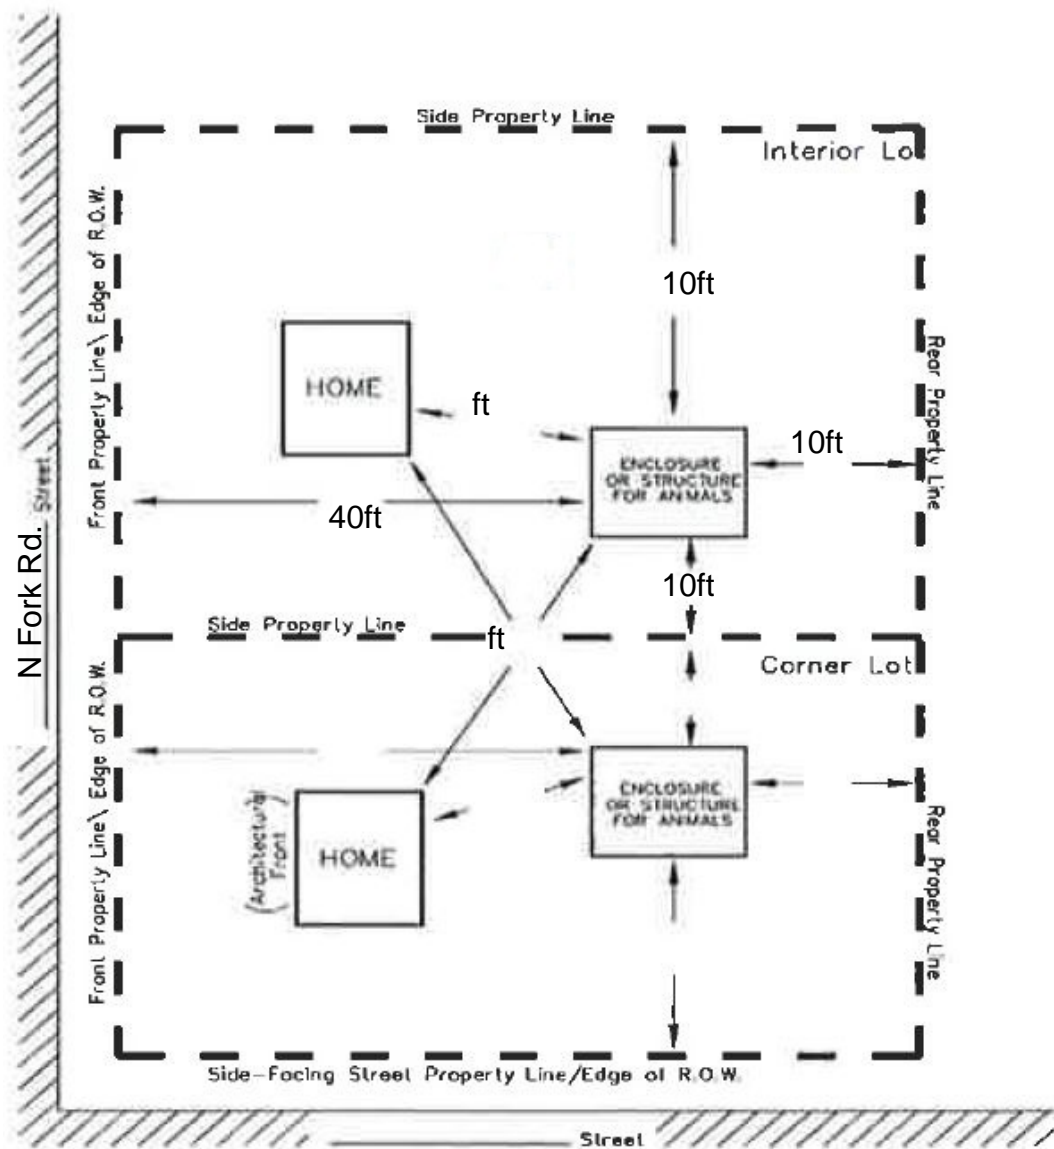 Side Property Line
Interior Lo
Front Property Line\ Edge of R.O.W.
10ft
HOME
ft
Rear Property Line
10ft
ENCLOSURE
OR STRUCTURE
FOR ANIMALS
40ft
Street
N Fork Rd.
10ft
Side Property Line
ft
Corner Lot
Front Property Line\ Edge of R.O.W.
(Architectural
Front)
HOME
ENCLOSURE
OR STRUCTURE
FOR ANIMALS
Rear Property Line
Side-Facing Street Property Line/Edge of R.O.W.
Street